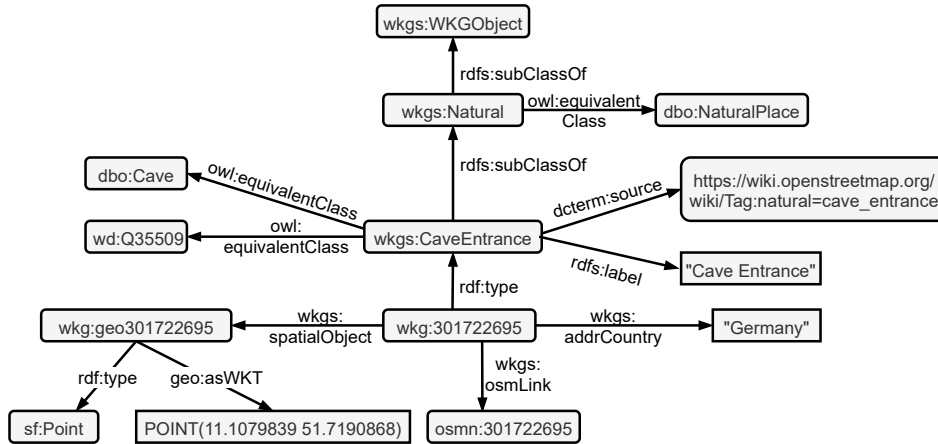 wkgs:WKGObject
rdfs:subClassOf
wkgs:Natural
owl:equivalent
Class
dbo:NaturalPlace
rdfs:subClassOf
dbo:Cave
owl:equivalentClass
dcterm:source
https://wiki.openstreetmap.org/
wiki/Tag:natural=cave_entrance
wd:Q35509
owl:
equivalentClass
wkgs:CaveEntrance
rdfs:label
"Cave Entrance"
rdf:type
wkg:geo301722695
wkgs:
spatialObject
wkg:301722695
wkgs:
addrCountry
"Germany"
rdf:type
geo:asWKT
wkgs:
osmLink
sf:Point
POINT(11.1079839 51.7190868)
osmn:301722695